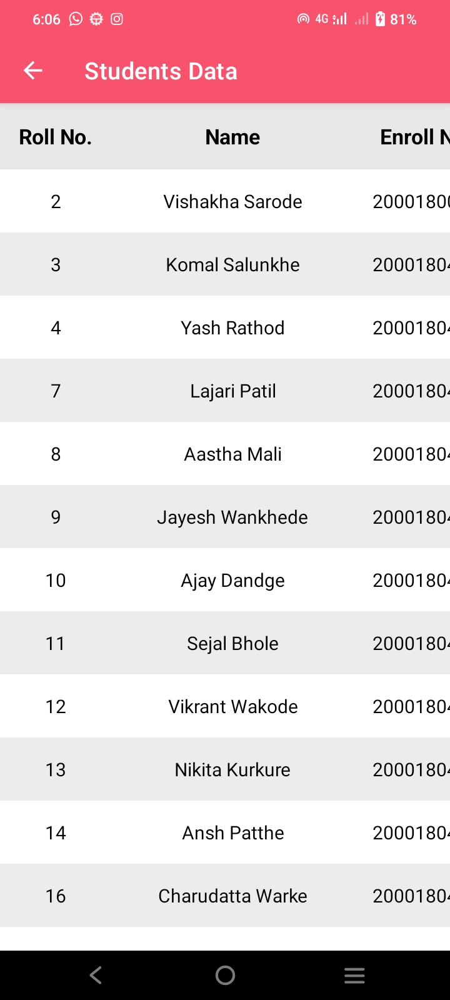 6:06 4G 81%
Students Data
Roll No. Name Enroll
2 Vishakha Sarode 2000180
3 Komal Salunkhe 2000180
4 Yash Rathod 2000180
7 Lajari Patil 2000180
8 Aastha Mali 2000180
9 Jayesh Wankhede 2000180
10 Ajay Dandge 2000180
11 Sejal Bhole 2000180
12 Vikrant Wakode 2000180
13 Nikita Kurkure 2000180
14 Ansh Patthe 2000180
16 Charudatta Warke 2000180